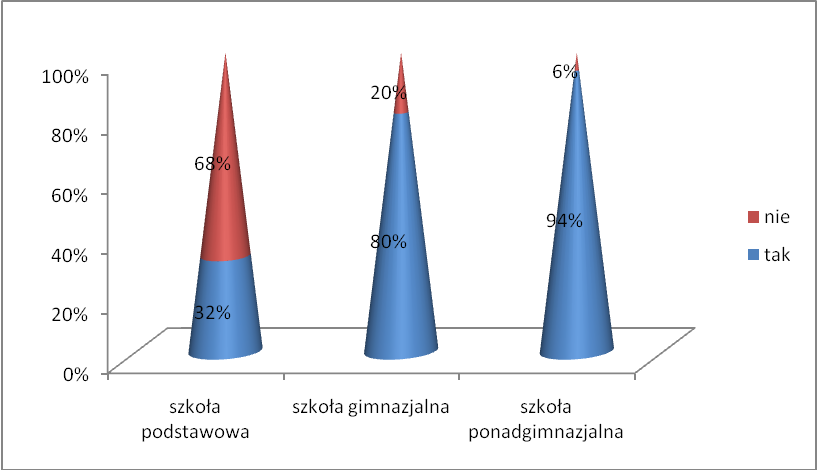 100%
80%
60%
40%
20%
0%
68%
32%
20%
80%
6%
94%
szkoła
podstawowa
szkoła gimnazjalna
szkoła
ponadgimnazjalna
nie
tak